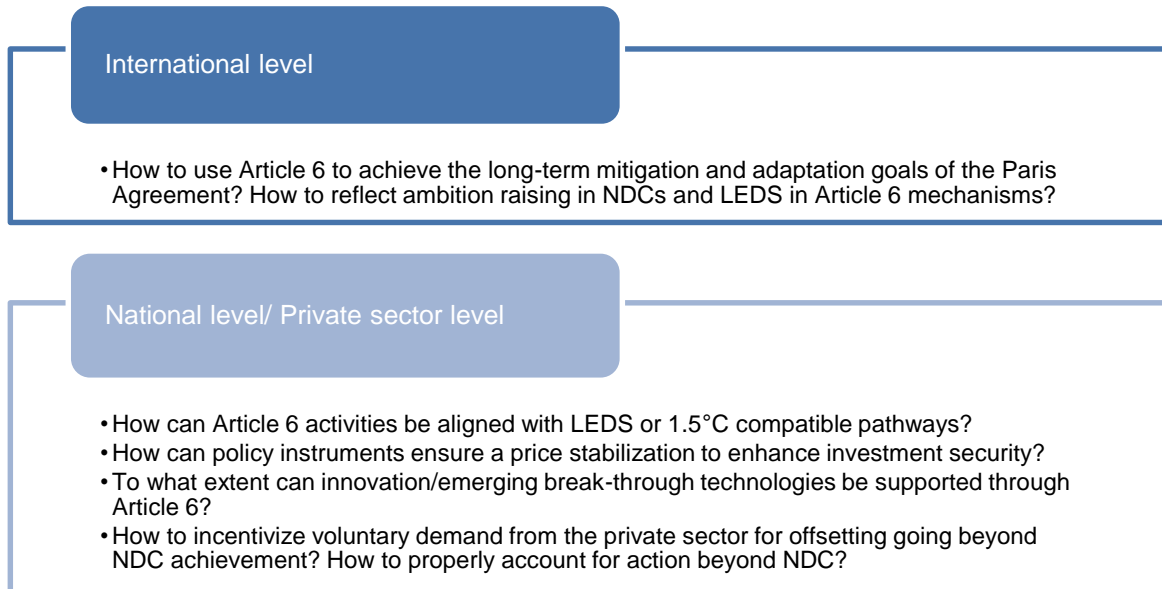 International level
•How to use Article 6 to achieve the long-term mitigation and adaptation goals of the Paris
Agreement? How to reflect ambition raising in NDCs and LEDS in Article 6 mechanisms?
National level/ Private sector level
•How can Article 6 activities be aligned with LEDS or 1.5°C compatible pathways?
•How can policy instruments ensure a price stabilization to enhance investment security?
•To what extent can innovation/emerging break-through technologies be supported through
Article 6?
•How to incentivize voluntary demand from the private sector for offsetting going beyond
NDC achievement? How to properly account for action beyond NDC?